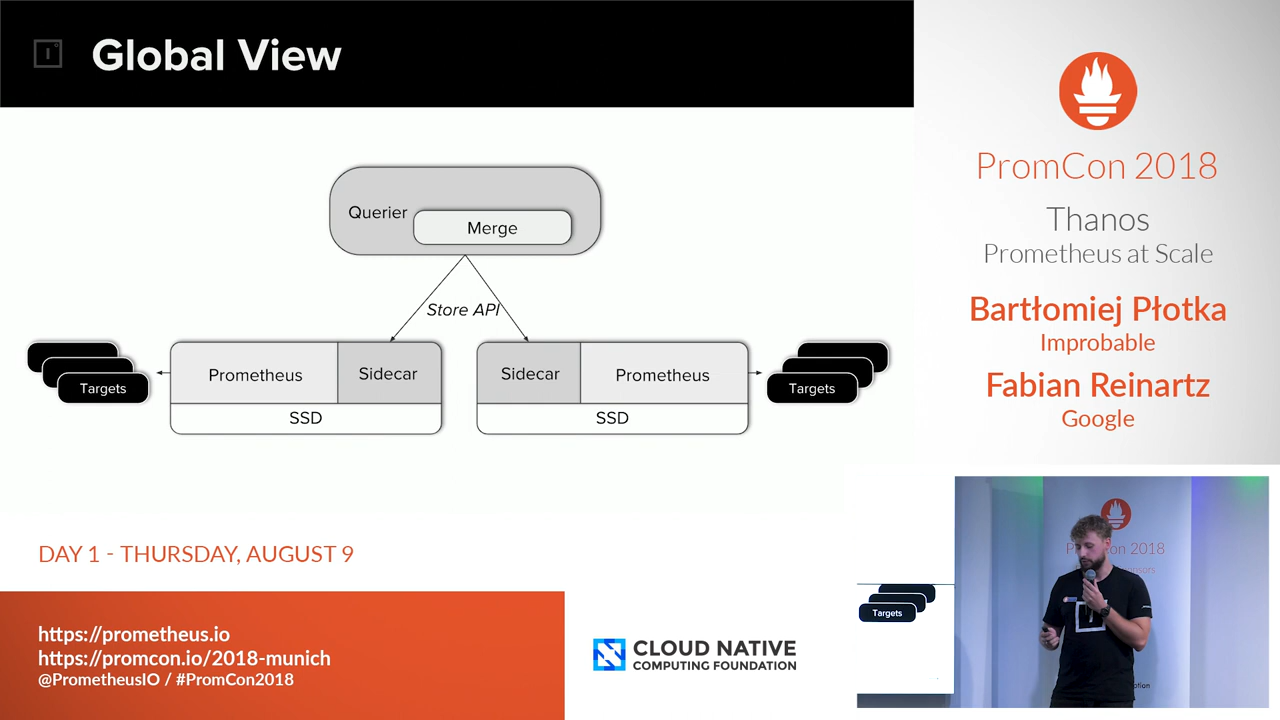 Global View
Querier
Merge
Store API
Targets
Prometheus
Sidecar
SSD
Sidecar
Prometheus
SSD
Targets
PromCon 2018
Thanos
Prometheus at Scale
Bartłomiej Płotka
Improbable
Fabian Reinartz
Google
DAY 1 - THURSDAY, AUGUST 9
https://prometheus.io
https://promcon.io/2018-munich
@PrometheusIO / #PromCon2018
CLOUD NATIVE
COMPUTING FOUNDATION
Targets
2018